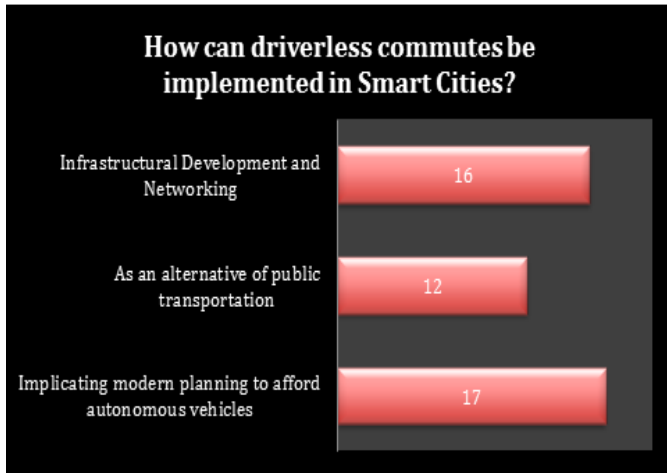 How can driverless commutes be
implemented in Smart Cities?
Infrastructural Development and
Networking
16
As an alternative of public
transportation
12
Implicating modern planning to afford
autonomous vehicles
17